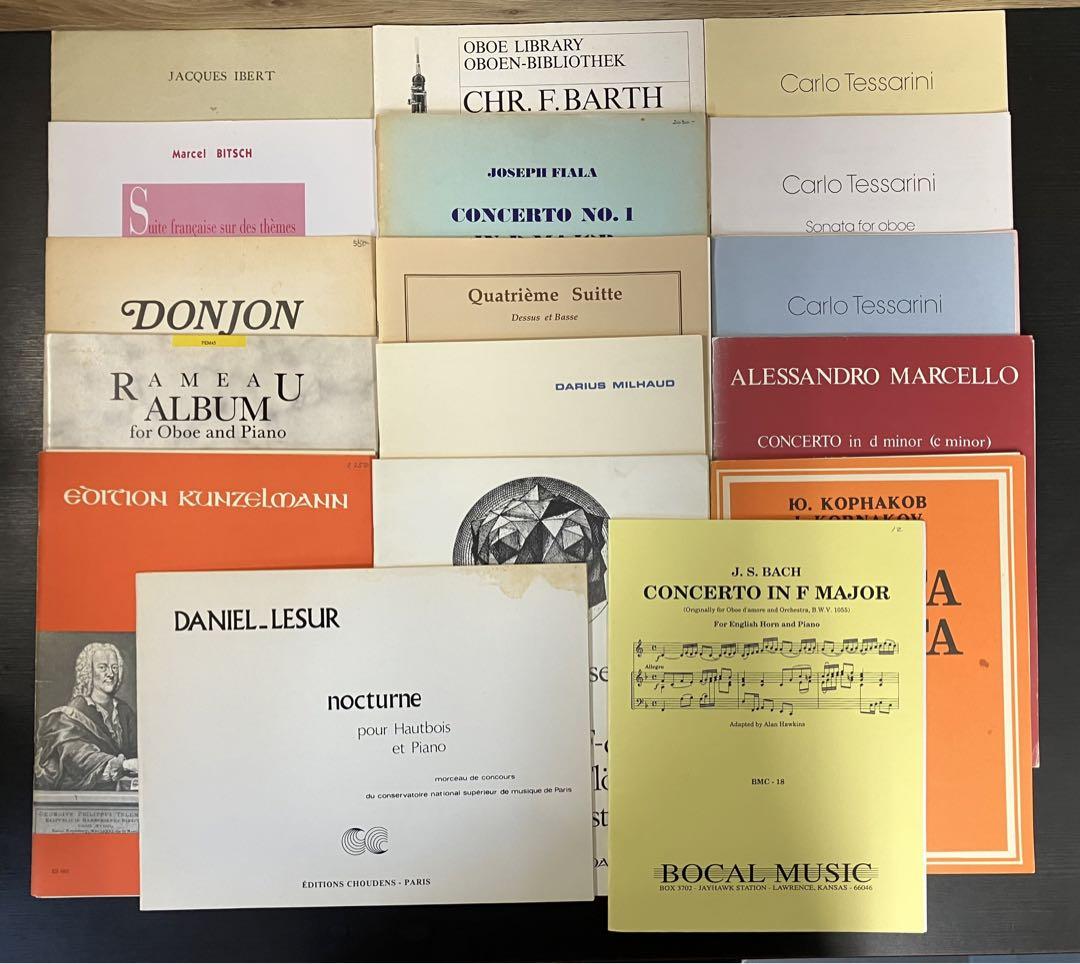 JACQUES IBERT
Marcel BITSCH
Suite française sur des thèmes
550-
DONJON
RAMEAU
ALBUM
for Oboe and Piano
EDITION KUNZELMANN
GEORGIUS PHILIPPUS TELEM
OBOE LIBRARY
OBOEN-BIBLIOTHEK
CHR. F. BARTH
JOSEPH FIALA
CONCERTO NO. 1
Quatrième Suitte
Dessus et Basse
DARIUS MILHAUD
Carlo Tessarini
Carlo Tessarini
Sonata for oboe
Carlo Tessarini
ALESSANDRO MARCELLO
CONCERTO in d minor (c minor)
Ю. КОРНАКОВ
DANIEL-LESUR
nocturne
pour Hautbois
et Piano
morceau de concours
du conservatoire national supérieur de musique de Paris
ÉDITIONS CHOUDENS - PARIS
12
J. S. BACH
CONCERTO IN F MAJOR
(Originally for Oboe d'amore and Orchestra, B.W.V. 1055)
For English Horn and Piano
Allegro
Adapted by Alan Hawkins
BMC - 18
BOCAL MUSIC
BOX 3702 - JAYHAWK STATION - LAWRENCE, KANSAS - 66046